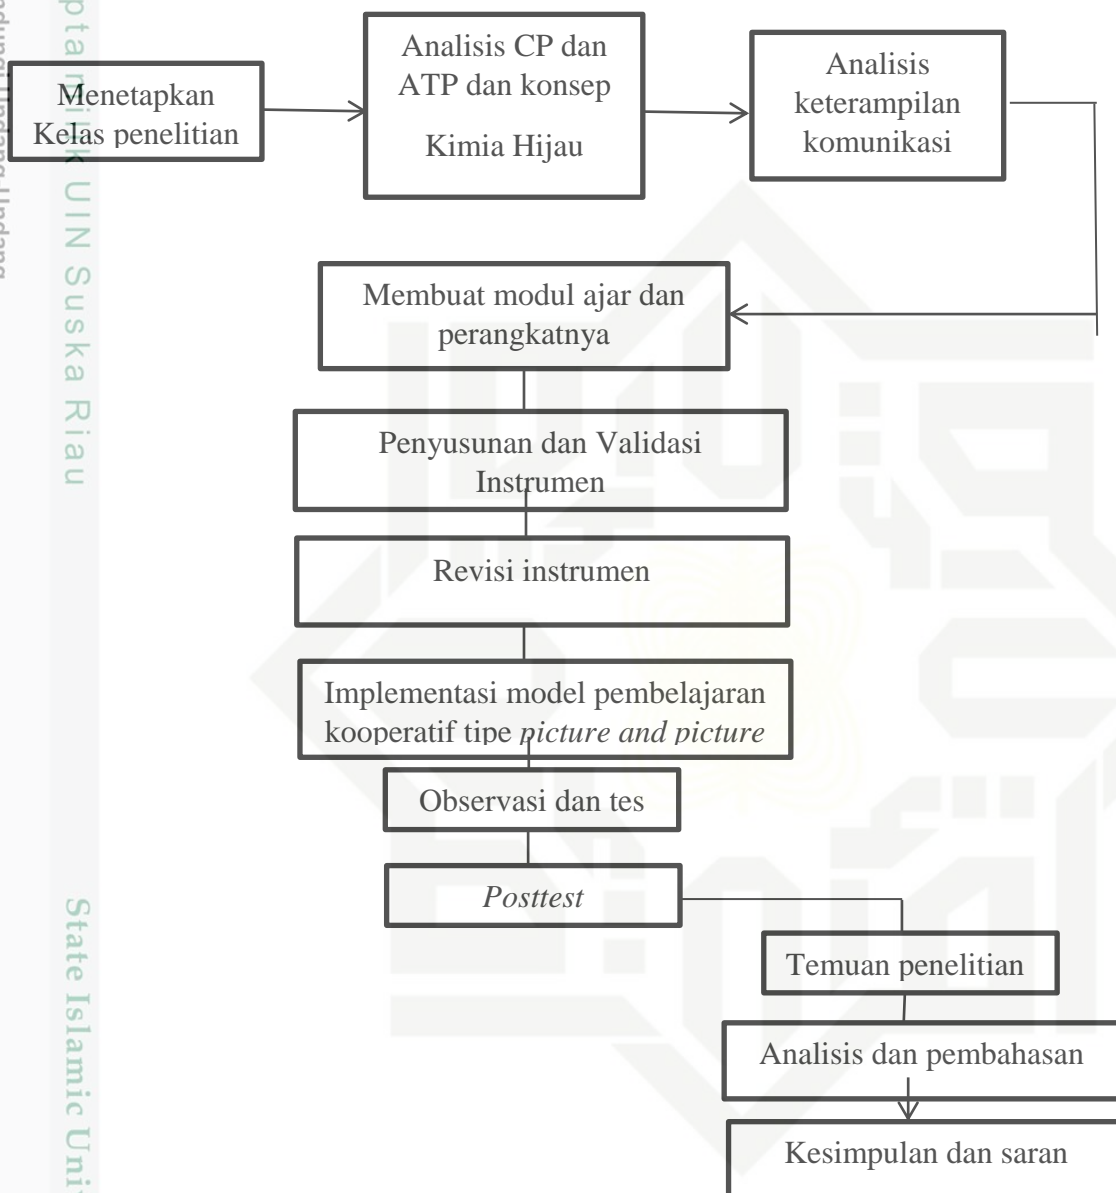 Menetapkan
Kelas penelitian
Analisis CP dan
ATP dan konsep
Kimia Hijau
Analisis
keterampilan
komunikasi
Membuat modul ajar dan
perangkatnya
Penyusunan dan Validasi
Instrumen
Revisi instrumen
Implementasi model pembelajaran
kooperatif tipe picture and picture
Observasi dan tes
Posttest
Temuan penelitian
Analisis dan pembahasan
Kesimpulan dan saran
UIN Suska Riau
State Islamic